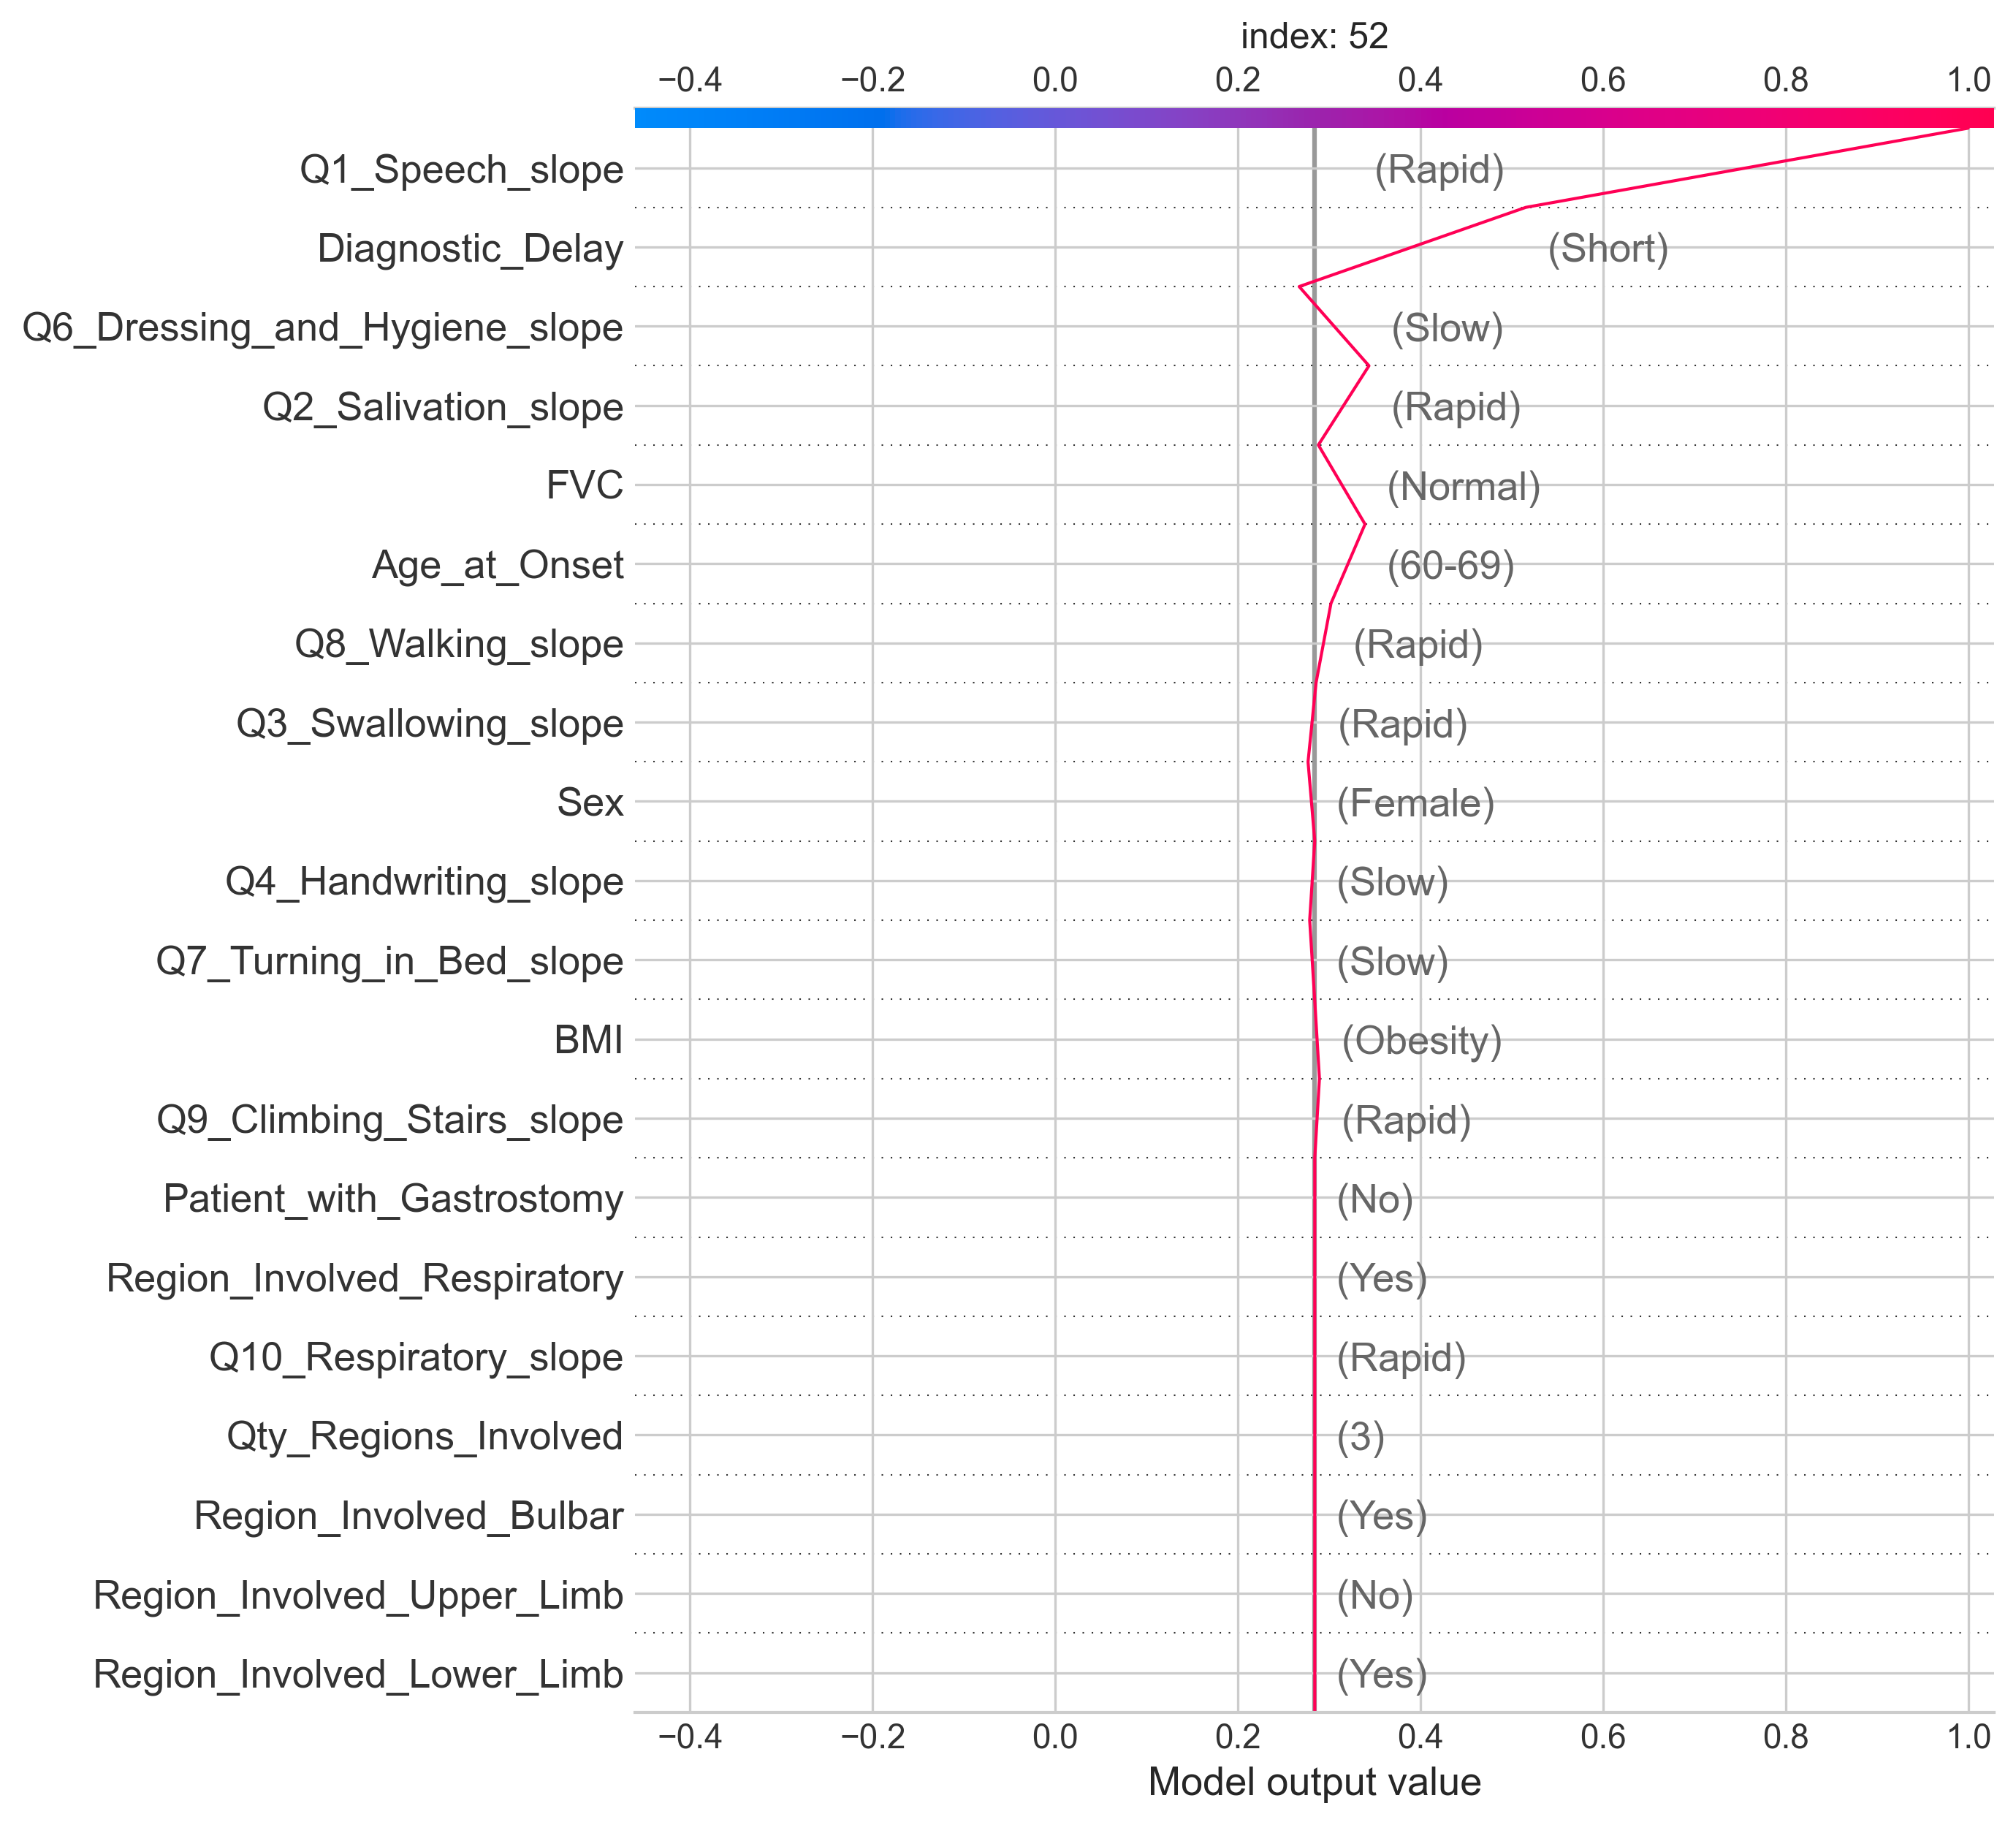 index: 52
−0.4 −0.2 0.0 0.2 0.4 0.6 0.8 1.0
Q1_Speech_slope (Rapid)
Diagnostic_Delay (Short)
Q6_Dressing_and_Hygiene_slope (Slow)
Q2_Salivation_slope (Rapid)
FVC (Normal)
Age_at_Onset (60-69)
Q8_Walking_slope (Rapid)
Q3_Swallowing_slope (Rapid)
Sex (Female)
Q4_Handwriting_slope (Slow)
Q7_Turning_in_Bed_slope (Slow)
BMI (Obesity)
Q9_Climbing_Stairs_slope (Rapid)
Patient_with_Gastrostomy (No)
Region_Involved_Respiratory (Yes)
Q10_Respiratory_slope (Rapid)
Qty_Regions_Involved (3)
Region_Involved_Bulbar (Yes)
Region_Involved_Upper_Limb (No)
Region_Involved_Lower_Limb (Yes)
−0.4 −0.2 0.0 0.2 0.4 0.6 0.8 1.0
Model output value